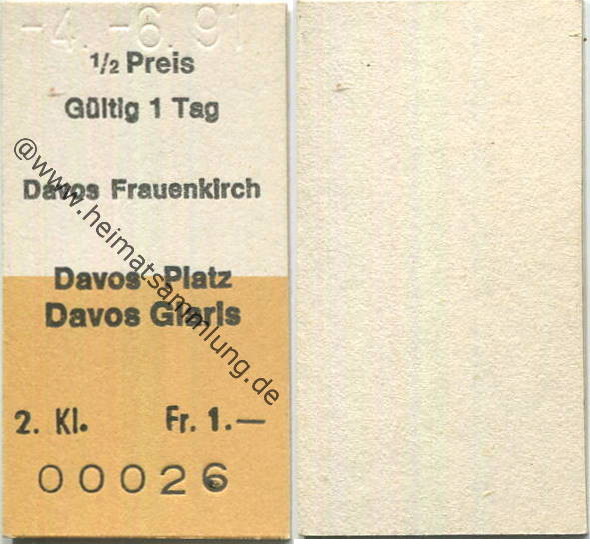 -4. -6. 91
1/2 Preis
Gültig 1 Tag
Davos Frauenkirch
Davos Platz
Davos Glaris
2. Kl. Fr. 1.—
00026
@www.heimatsammlung.de